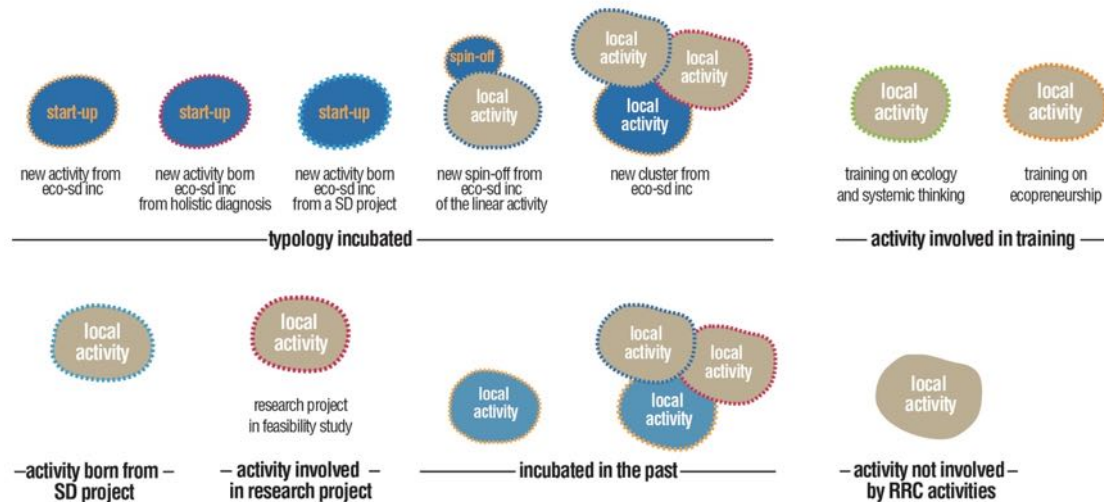 start-up
new activity from
eco-sd inc
start-up
new activity born
eco-sd inc
from holistic diagnosis
start-up
new activity born
eco-sd inc
from a SD project
spin-off
local
activity
new spin-off from
eco-sd inc
of the linear activity
local
activity
local
activity
local
activity
new cluster from
eco-sd inc
typology incubated
local
activity
training on ecology
and systemic thinking
local
activity
training on
ecopreneurship
activity involved in training
local
activity
activity born from
SD project
local
activity
research project
in feasibility study
activity involved
in research project
local
activity
local
activity
local
activity
local
activity
incubated in the past
local
activity
activity not involved
by RRC activities